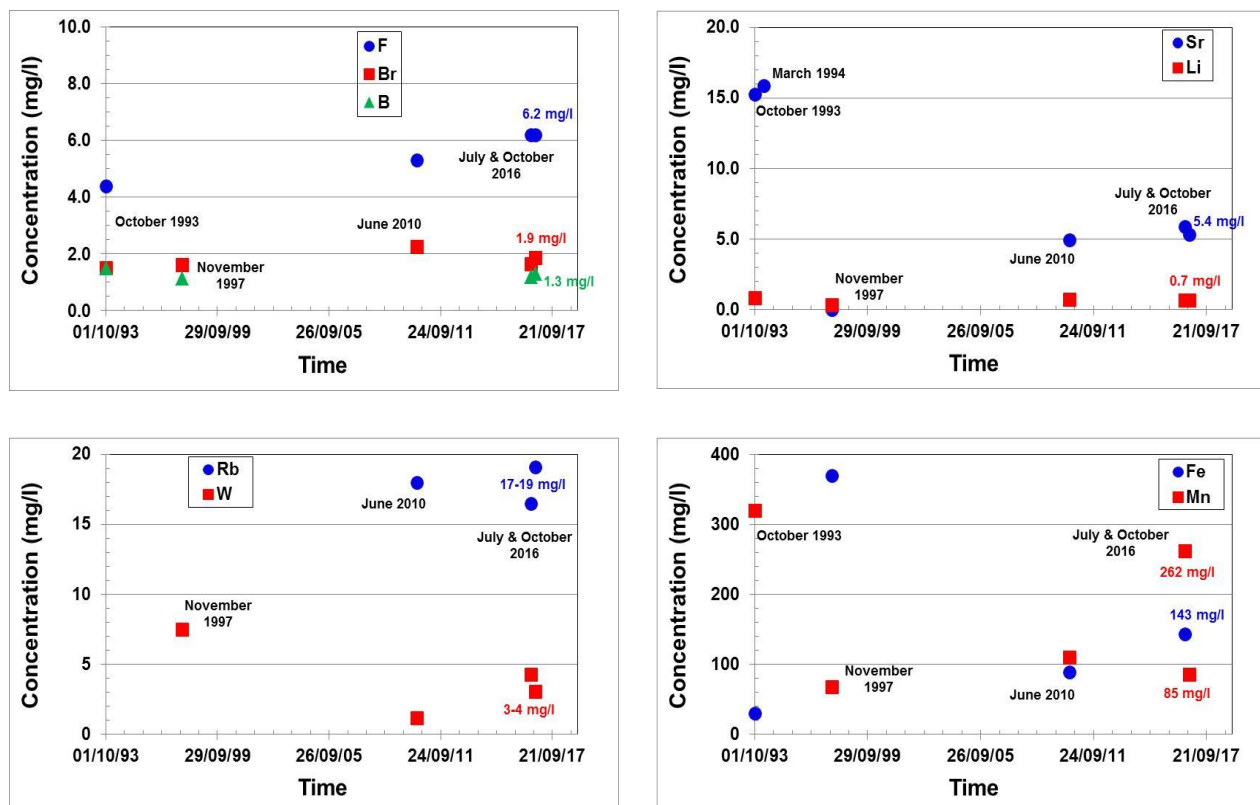 Concentration (mg/l)
10.0
8.0
6.0
4.0
2.0
0.0
F
Br
B
6.2 mg/l
July & October
2016
October 1993
June 2010
1.9 mg/l
November
1997
1.3 mg/l
01/10/93
29/09/99
26/09/05
24/09/11
21/09/17
Time
Concentration (mg/l)
20.0
15.0
10.0
5.0
0.0
Sr
Li
March 1994
October 1993
July & October
2016
5.4 mg/l
June 2010
November
1997
0.7 mg/l
01/10/93
29/09/99
26/09/05
24/09/11
21/09/17
Time
Concentration (mg/l)
20
15
10
5
0
Rb
W
17-19 mg/l
June 2010
July & October
2016
November
1997
3-4 mg/l
01/10/93
29/09/99
26/09/05
24/09/11
21/09/17
Time
Concentration (mg/l)
400
300
200
100
0
Fe
Mn
October 1993
July & October
2016
262 mg/l
143 mg/l
November
1997
June 2010
85 mg/l
01/10/93
29/09/99
26/09/05
24/09/11
21/09/17
Time